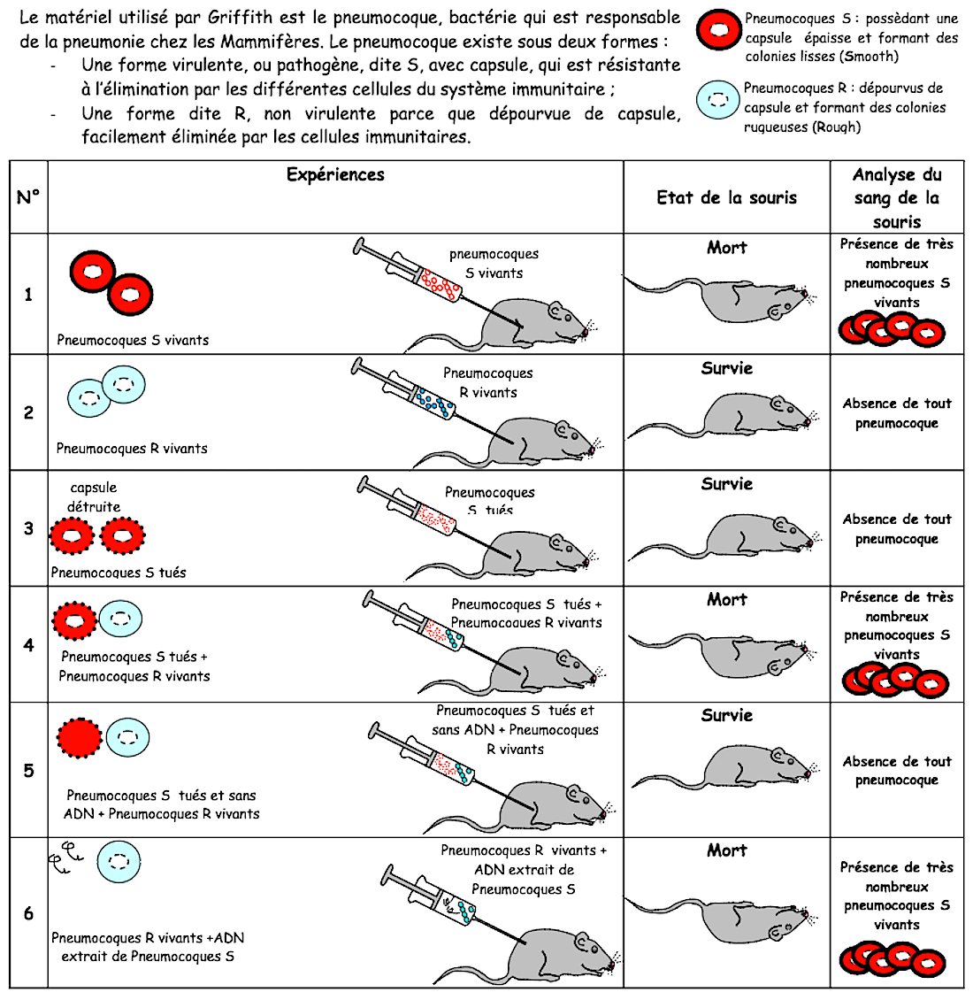 Le matériel utilisé par Griffith est le pneumocoque, bactérie qui est responsable
de la pneumonie chez les Mammifères. Le pneumocoque existe sous deux formes :
- Une forme virulente, ou pathogène, dite S, avec capsule, qui est résistante
à l'élimination par les différentes cellules du système immunitaire ;
- Une forme dite R, non virulente parce que dépourvue de capsule,
facilement éliminée par les cellules immunitaires.
Pneumocoques S : possèdant une
capsule épaisse et formant des
colonies lisses (Smooth)
Pneumocoques R : dépourvus de
capsule et formant des colonies
rugueuses (Rough)
N°
Expériences
Etat de la souris
Analyse du
sang de la
souris
1
Pneumocoques S vivants
pneumocoques
S vivants
Mort
Présence de très
nombreux
pneumocoques S
vivants
2
Pneumocoques R vivants
Pneumocoques
R vivants
Survie
Absence de tout
pneumocoque
3
capsule
détruite
Pneumocoques S tués
Pneumocoques
S tués
Survie
Absence de tout
pneumocoque
4
Pneumocoques S tués +
Pneumocoques R vivants
Pneumocoques S tués +
Pneumocoques R vivants
Mort
Présence de très
nombreux
pneumocoques S
vivants
5
Pneumocoques S tués et sans
ADN + Pneumocoques R vivants
Pneumocoques S tués et
sans ADN + Pneumocoques
R vivants
Survie
Absence de tout
pneumocoque
6
Pneumocoques R vivants +ADN
extrait de Pneumocoques S
Pneumocoques R vivants +
ADN extrait de
Pneumocoques S
Mort
Présence de très
nombreux
pneumocoques S
vivants